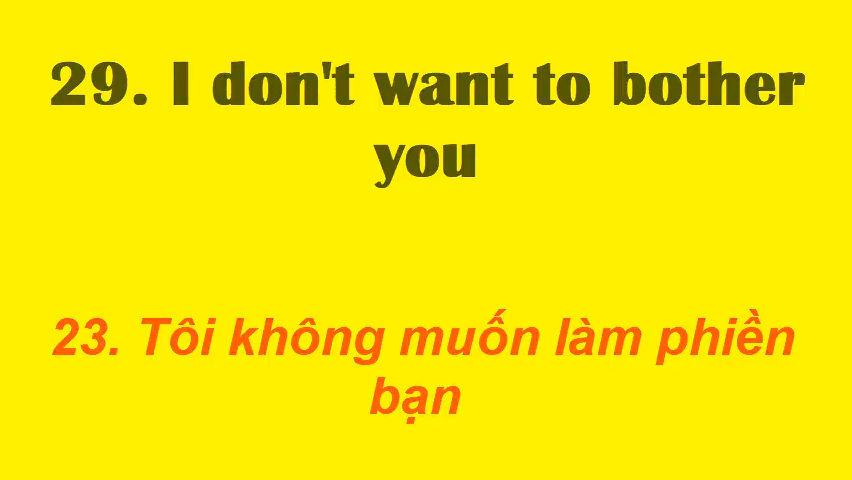 29. I don't want to bother
you
23. Tôi không muốn làm phiền
bạn